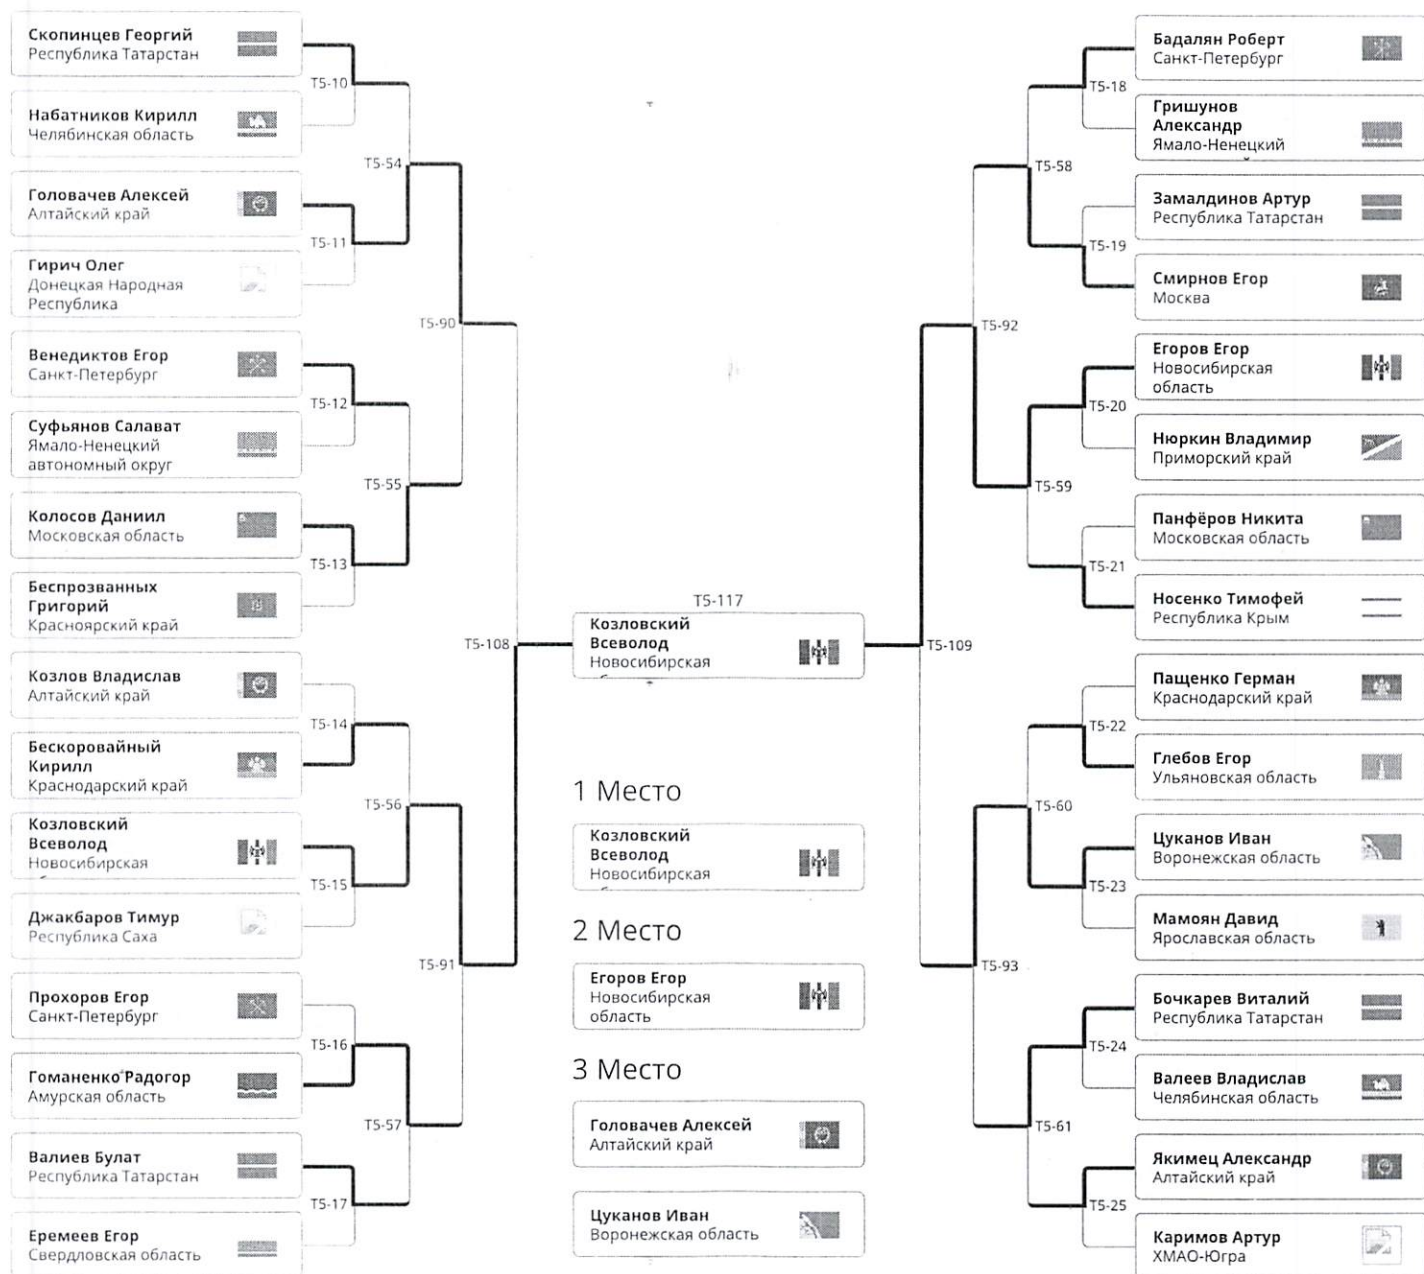 Скопинцев Георгий
Республика Татарстан
T5-10
Набатников Кирилл
Челябинская область
T5-54
Головачев Алексей
Алтайский край
T5-11
Гирич Олег
Донецкая Народная
Республика
T5-90
Венедиктов Егор
Санкт-Петербург
T5-12
Суфьянов Салават
Ямало-Ненецкий
автономный округ
T5-55
Колосов Даниил
Московская область
T5-13
Беспрозванных
Григорий
Красноярский край
T5-108
Козлов Владислав
Алтайский край
T5-14
Бескоровайный
Кирилл
Краснодарский край
T5-56
Козловский
Всеволод
Новосибирская
T5-15
Джакбаров Тимур
Республика Саха
T5-91
Прохоров Егор
Санкт-Петербург
T5-16
Гоманенко Радогор
Амурская область
T5-57
Валиев Булат
Республика Татарстан
T5-17
Еремеев Егор
Свердловская область
T5-117
Козловский
Всеволод
Новосибирская
1 Место
Козловский
Всеволод
Новосибирская
2 Место
Егоров Егор
Новосибирская
область
3 Место
Головачев Алексей
Алтайский край
Цуканов Иван
Воронежская область
Бадалян Роберт
Санкт-Петербург
T5-18
Гришунов
Александр
Ямало-Ненецкий
T5-58
Замалдинов Артур
Республика Татарстан
T5-19
Смирнов Егор
Москва
T5-92
Егоров Егор
Новосибирская
область
T5-20
Нюркин Владимир
Приморский край
T5-59
Панфёров Никита
Московская область
T5-21
Носенко Тимофей
Республика Крым
T5-109
Пащенко Герман
Краснодарский край
T5-22
Глебов Егор
Ульяновская область
T5-60
Цуканов Иван
Воронежская область
T5-23
Мамоян Давид
Ярославская область
T5-93
Бочкарев Виталий
Республика Татарстан
T5-24
Валеев Владислав
Челябинская область
T5-61
Якимец Александр
Алтайский край
T5-25
Каримов Артур
ХМАО-Югра